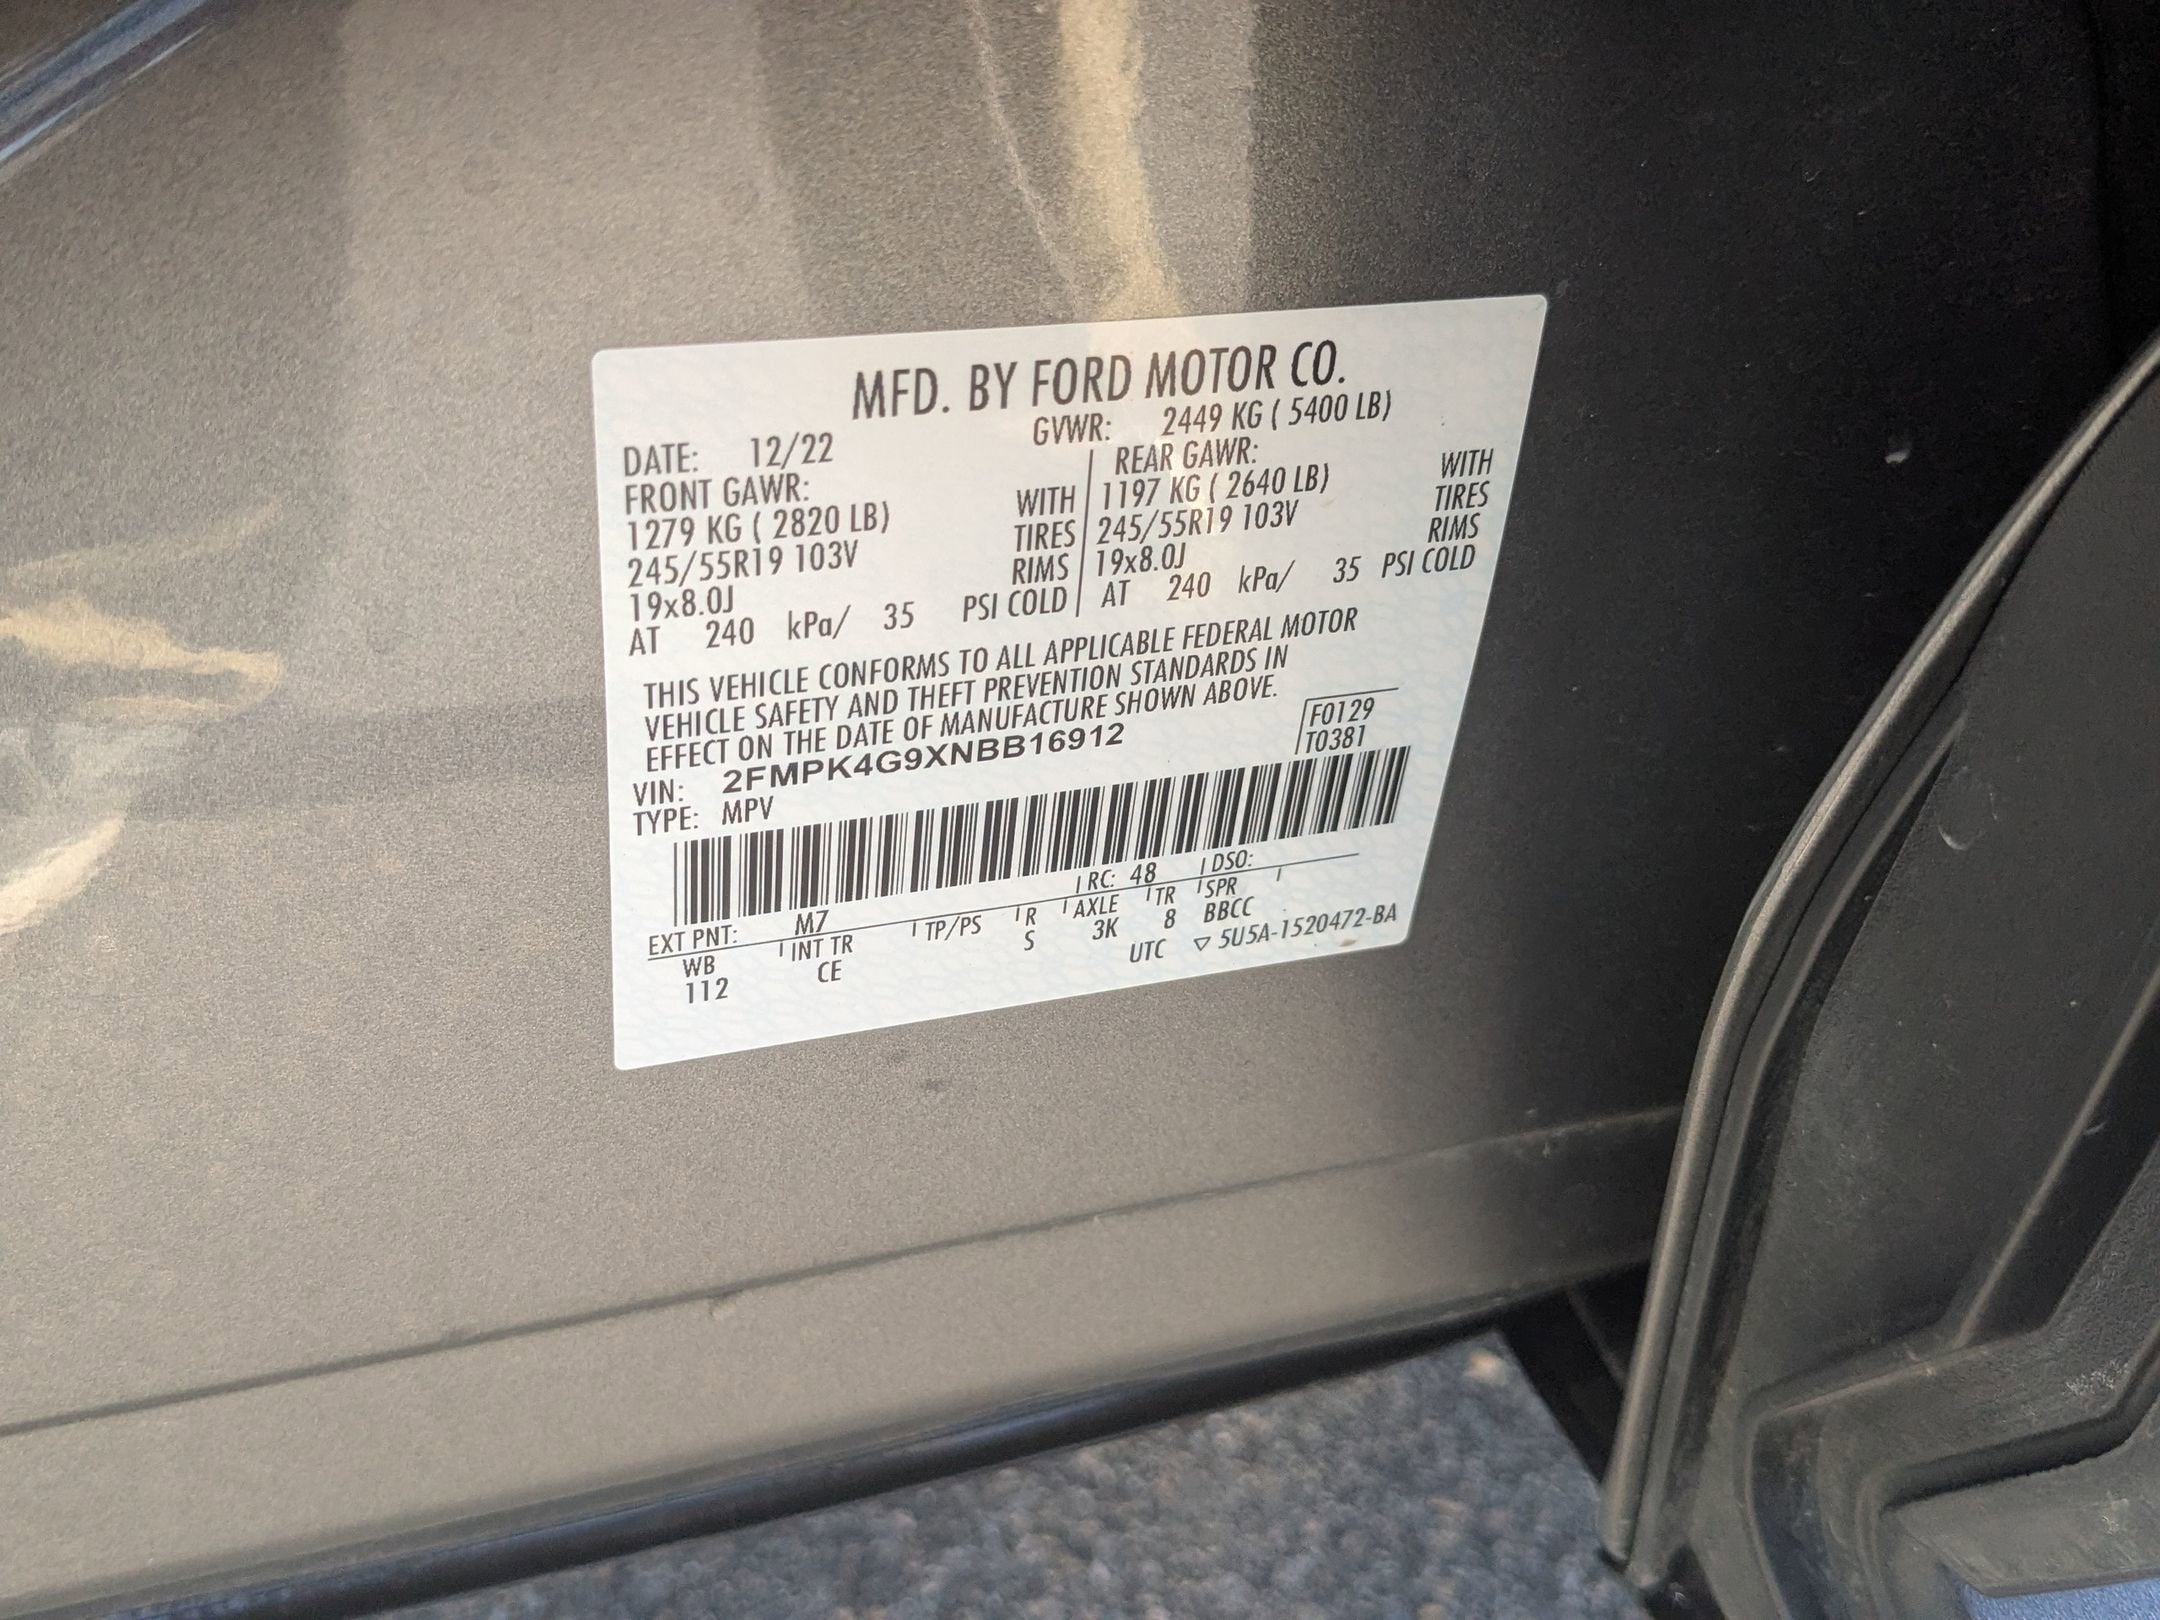 MFD. BY FORD MOTOR CO.
DATE: 12/22 GVWR: 2449 KG ( 5400 LB)
FRONT GAWR: REAR GAWR:
1279 KG ( 2820 LB) WITH 1197 KG ( 2640 LB) WITH
245/55R19 103V TIRES 245/55R19 103V TIRES
19x8.0J RIMS 19x8.0J RIMS
AT 240 kPa/ 35 PSI COLD AT 240 kPa/ 35 PSI COLD
THIS VEHICLE CONFORMS TO ALL APPLICABLE FEDERAL MOTOR
VEHICLE SAFETY AND THEFT PREVENTION STANDARDS IN
EFFECT ON THE DATE OF MANUFACTURE SHOWN ABOVE.
VIN: 2FMPK4G9XNBB16912 F0129
TYPE: MPV T0381
EXT PNT: M7 RC: 48 DSO:
WB INT TR TP/PS R AXLE TR SPR
112 CE S 3K 8 BBCC
UTC ▽ 5U5A-1520472-BA